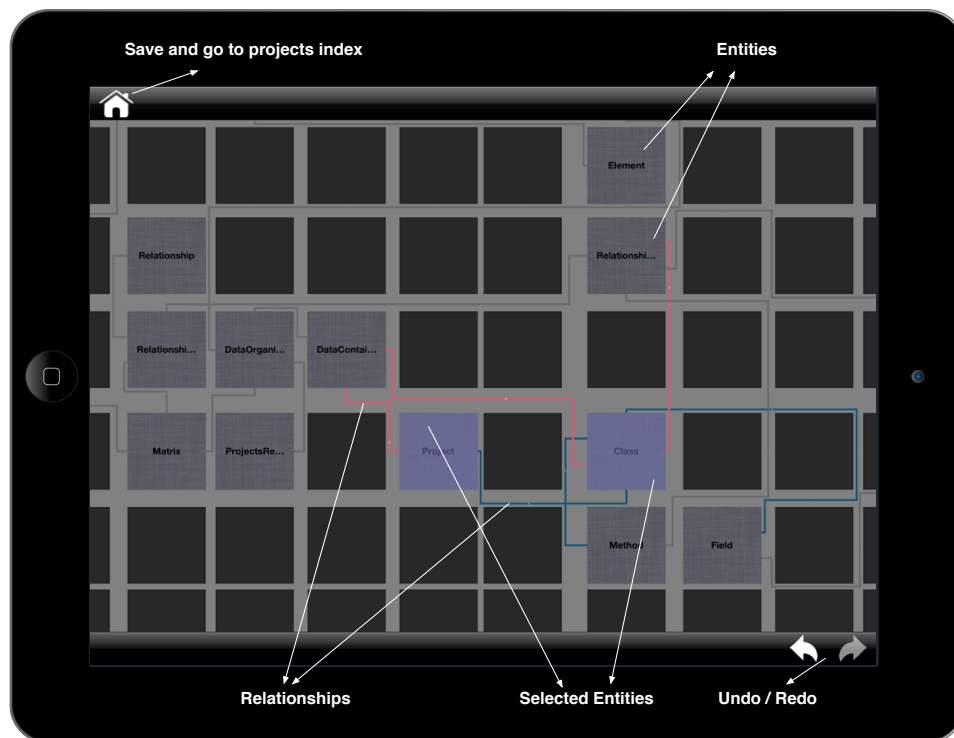 Save and go to projects index
Entities
Element
Relationship
Relationshi...
Relationshi...
DataOrgani...
DataContai...
Matrix
ProjectsRe...
Project
Class
Method
Field
Relationships
Selected Entities
Undo / Redo